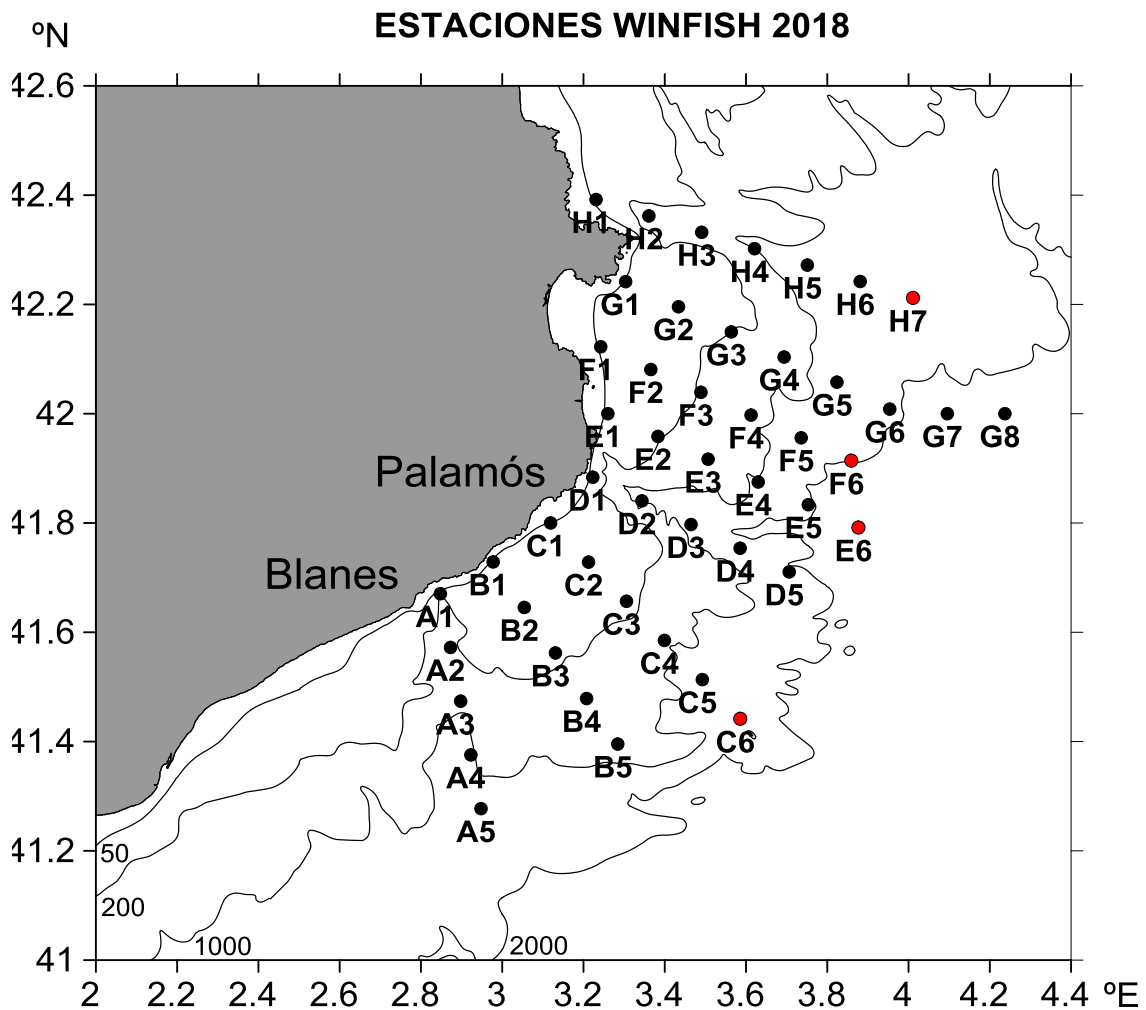 ESTACIONES WINFISH 2018
ºN
42.6
42.4
42.2
42
41.8
41.6
41.4
41.2
41
H1 H2 H3 H4 H5 H6 H7
G1 G2 G3 G4 G5 G6 G7 G8
F1 F2 F3 F4 F5 F6
E1 E2 E3 E4 E5 E6
Palamós
D1 D2 D3 D4 D5
C1 C2 C3 C4 C5 C6
Blanes
B1 B2 B3 B4 B5
A1 A2 A3 A4 A5
50
200
1000
2000
2 2.2 2.4 2.6 2.8 3 3.2 3.4 3.6 3.8 4 4.2 4.4 ºE